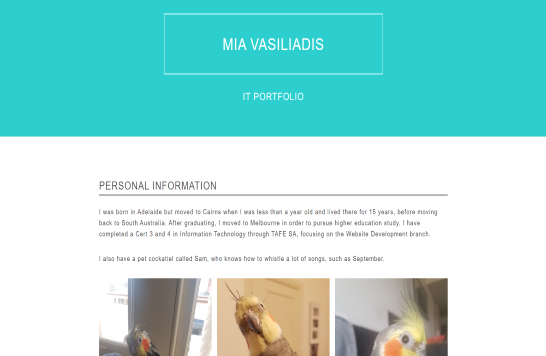 MIA VASILIADIS
IT PORTFOLIO
PERSONAL INFORMATION
I was born in Adelaide but moved to Cairns when I was less than a year old and lived there for 15 years, before moving
back to South Australia. After graduating, I moved to Melbourne in order to pursue higher education study. I have
completed a Cert 3 and 4 in Information Technology through TAFE SA, focusing on the Website Development branch.
I also have a pet cockatiel called Sam, who knows how to whistle a lot of songs, such as September.